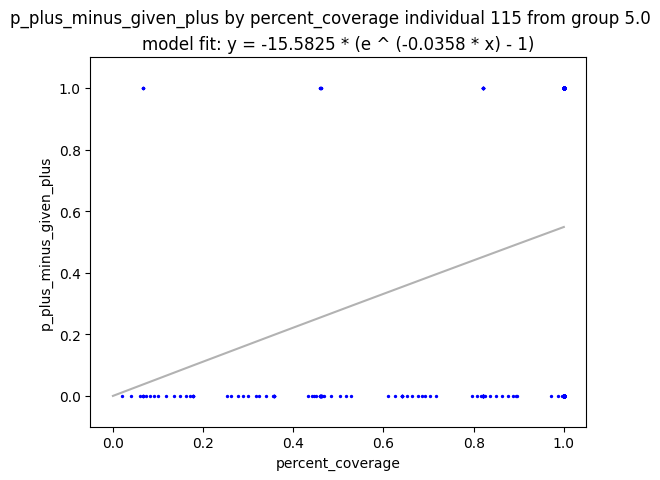 p_plus_minus_given_plus by percent_coverage individual 115 from group 5.0
model fit: y = -15.5825 * (e ^ (-0.0358 * x) - 1)
p_plus_minus_given_plus
1.0
0.8
0.6
0.4
0.2
0.0
0.0 0.2 0.4 0.6 0.8 1.0
percent_coverage